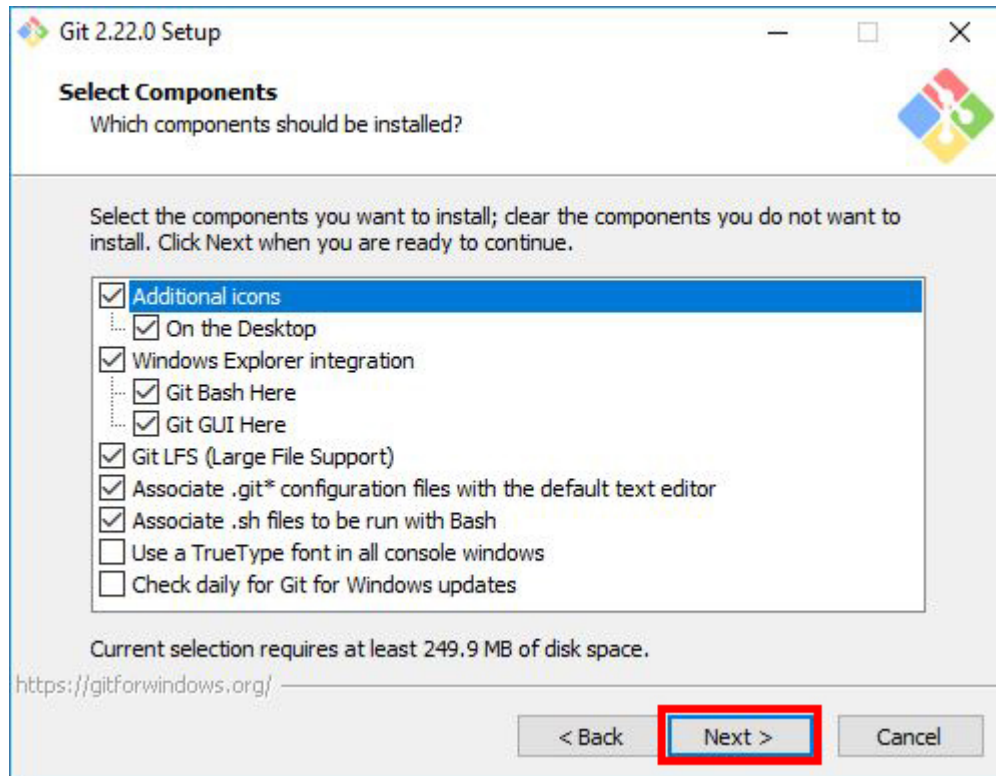 Git 2.22.0 Setup
Select Components
Which components should be installed?
Select the components you want to install; clear the components you do not want to
install. Click Next when you are ready to continue.
Additional icons
On the Desktop
Windows Explorer integration
Git Bash Here
Git GUI Here
Git LFS (Large File Support)
Associate .git* configuration files with the default text editor
Associate .sh files to be run with Bash
Use a TrueType font in all console windows
Check daily for Git for Windows updates
Current selection requires at least 249.9 MB of disk space.
https://gitforwindows.org/
< Back Next > Cancel